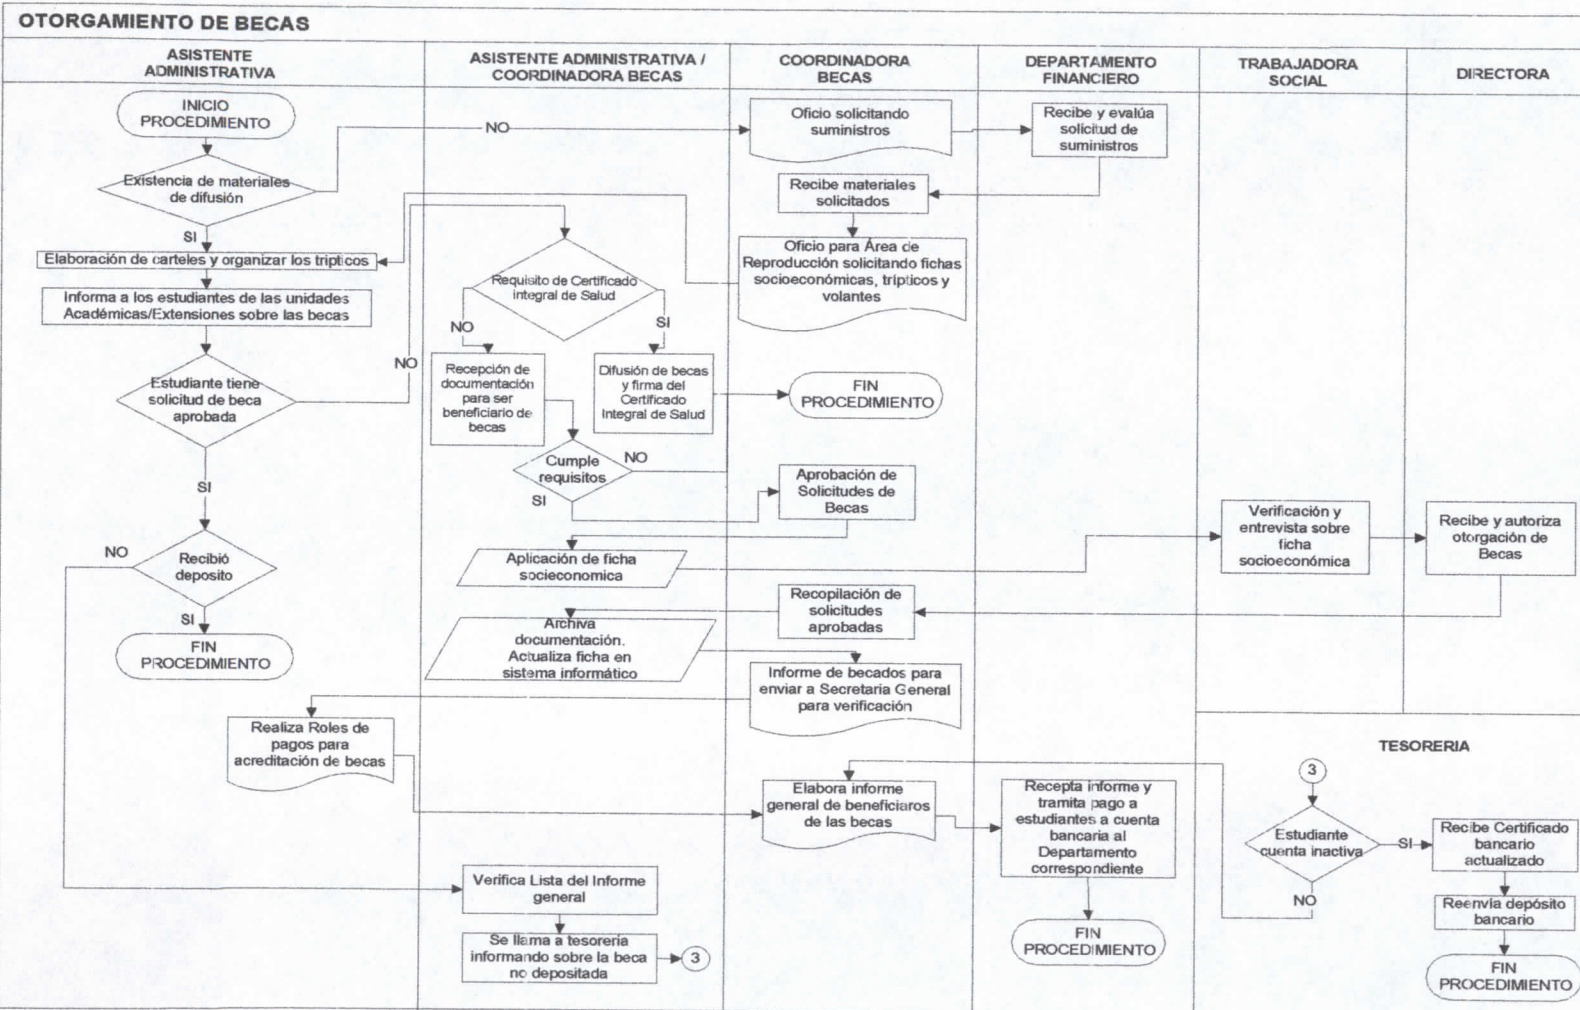 OTORGAMIENTO DE BECAS
ASISTENTE
ADMINISTRATIVA
ASISTENTE ADMINISTRATIVA /
COORDINADORA BECAS
COORDINADORA
BECAS
DEPARTAMENTO
FINANCIERO
TRABAJADORA
SOCIAL
DIRECTORA
INICIO
PROCEDIMIENTO
NO
Oficio solicitando
suministros
Recibe y evalúa
solicitud de
suministros
Existencia de materiales
de difusión
Recibe materiales
solicitados
SI
Elaboración de carteles y organizar los tripticos
Requisito de Certificado
integral de Salud
Oficio para Área de
Reproducción solicitando fichas
socioeconómicas, trípticos y
volantes
Informa a los estudiantes de las unidades
Académicas/Extensiones sobre las becas
NO
SI
NO
Estudiante tiene
solicitud de beca
aprobada
Recepción de
documentación
para ser
beneficiario de
becas
Difusión de becas
y firma del
Certificado
Integral de Salud
FIN
PROCEDIMIENTO
Cumple
requisitos
NO
SI
SI
Aprobación de
Solicitudes de
Becas
Verificación y
entrevista sobre
ficha
socioeconómica
Recibe y autoriza
otorgación de
Becas
NO
Recibió
deposito
Aplicación de ficha
socioeconomica
SI
Recopilación de
solicitudes
aprobadas
FIN
PROCEDIMIENTO
Archiva
documentación.
Actualiza ficha en
sistema informático
Informe de becados para
enviar a Secretaria General
para verificación
Realiza Roles de
pagos para
acreditación de becas
TESORERIA
3
Elabora informe
general de beneficiaros
de las becas
Recepta informe y
tramita pago a
estudiantes a cuenta
bancaria al
Departamento
correspondiente
Estudiante
cuenta inactiva
SI
Recibe Certificado
bancario
actualizado
NO
Verifica Lista del Informe
general
Reenvía depósito
bancario
Se llama a tesorería
informando sobre la beca
no depositada
3
FIN
PROCEDIMIENTO
FIN
PROCEDIMIENTO